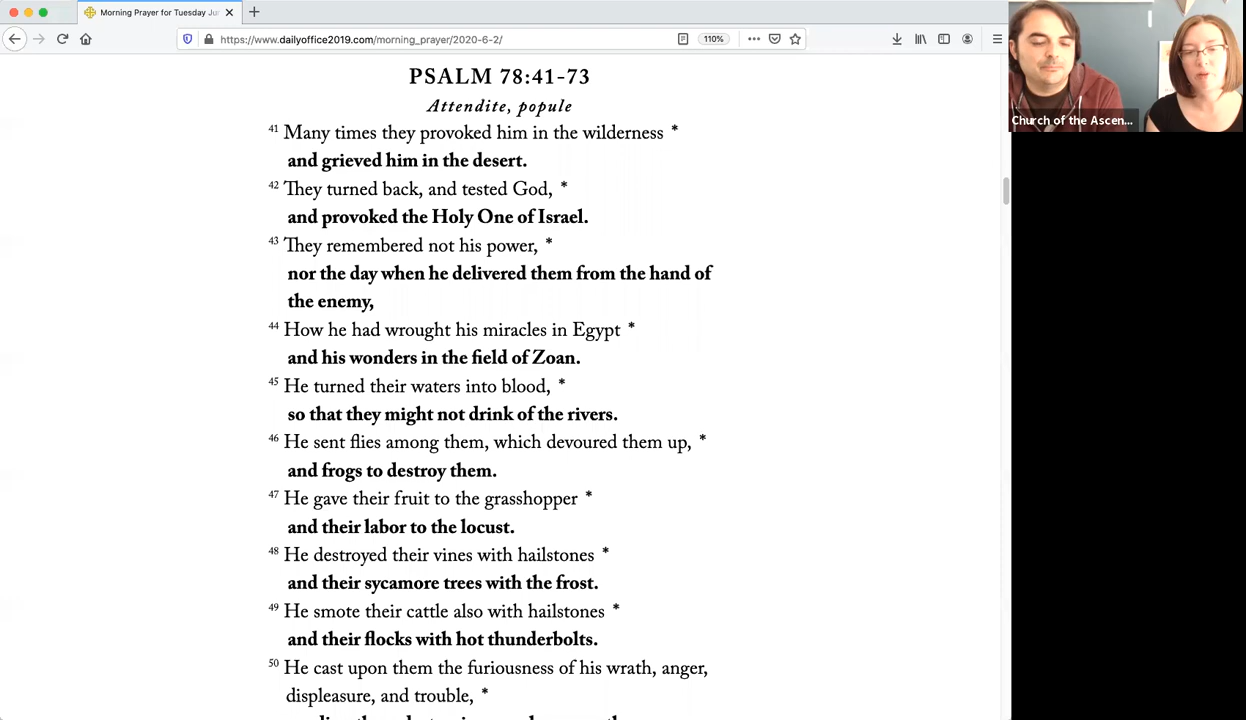 Morning Prayer for Tuesday Ju
https://www.dailyoffice2019.com/morning_prayer/2020-6-2/
110%
PSALM 78:41-73
Attendite, popule
41 Many times they provoked him in the wilderness *
and grieved him in the desert.
42 They turned back, and tested God, *
and provoked the Holy One of Israel.
43 They remembered not his power, *
nor the day when he delivered them from the hand of
the enemy,
44 How he had wrought his miracles in Egypt *
and his wonders in the field of Zoan.
45 He turned their waters into blood, *
so that they might not drink of the rivers.
46 He sent flies among them, which devoured them up, *
and frogs to destroy them.
47 He gave their fruit to the grasshopper *
and their labor to the locust.
48 He destroyed their vines with hailstones *
and their sycamore trees with the frost.
49 He smote their cattle also with hailstones *
and their flocks with hot thunderbolts.
50 He cast upon them the furiousness of his wrath, anger,
displeasure, and trouble, *
Church of the Ascen...